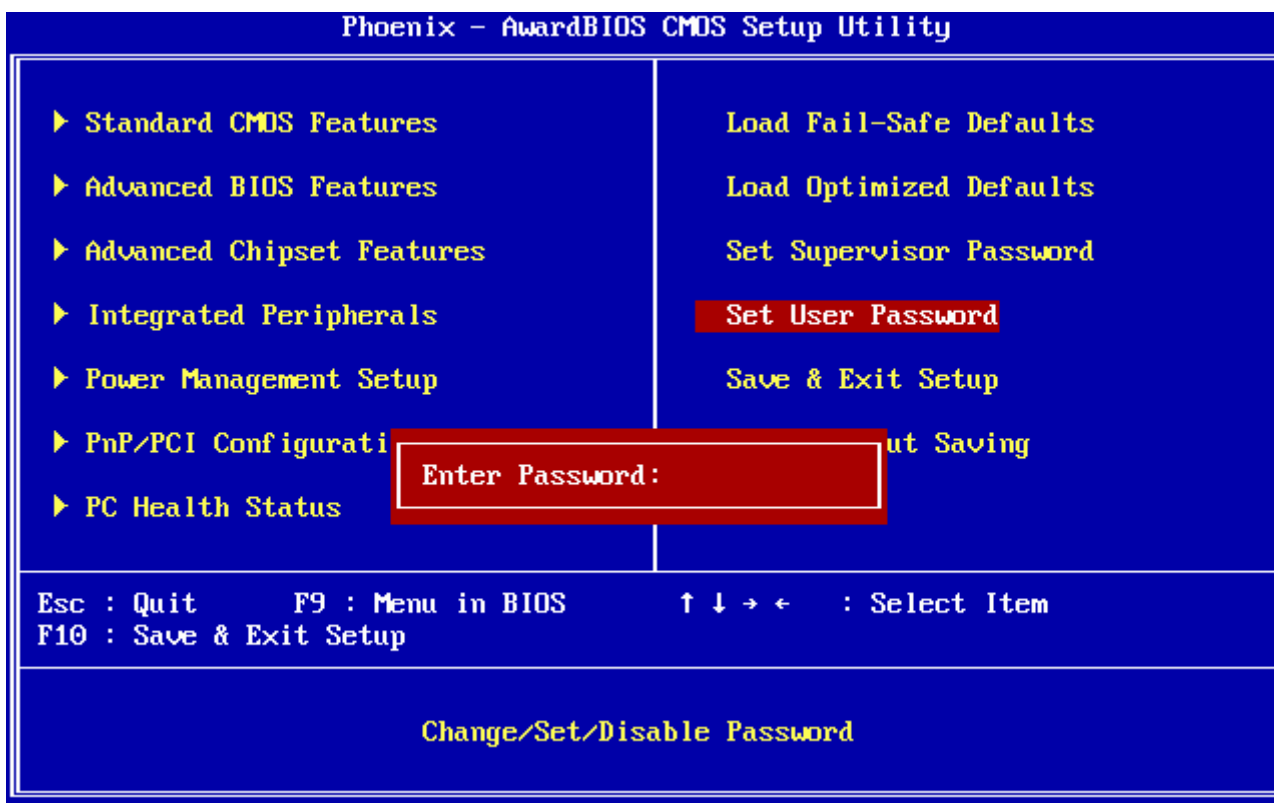 Phoenix - AwardBIOS CMOS Setup Utility
Standard CMOS Features
Advanced BIOS Features
Advanced Chipset Features
Integrated Peripherals
Power Management Setup
PnP/PCI Configurati
PC Health Status
Load Fail-Safe Defaults
Load Optimized Defaults
Set Supervisor Password
Set User Password
Save & Exit Setup
ut Saving
Enter Password:
Esc : Quit F9 : Menu in BIOS ↑ ↓ → ← : Select Item
F10 : Save & Exit Setup
Change/Set/Disable Password